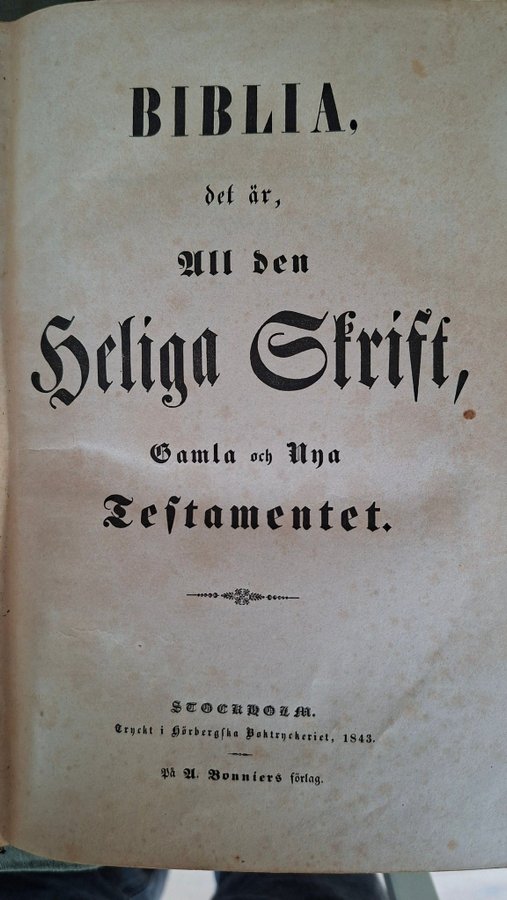 BIBLIA,
det är,
All den
Heliga Skrift,
Gamla och Nya
Testamentet.
STOCKHOLM.
Tryckt i Hörbergska Boktryckeriet, 1843.
På A. Bonniers förlag.